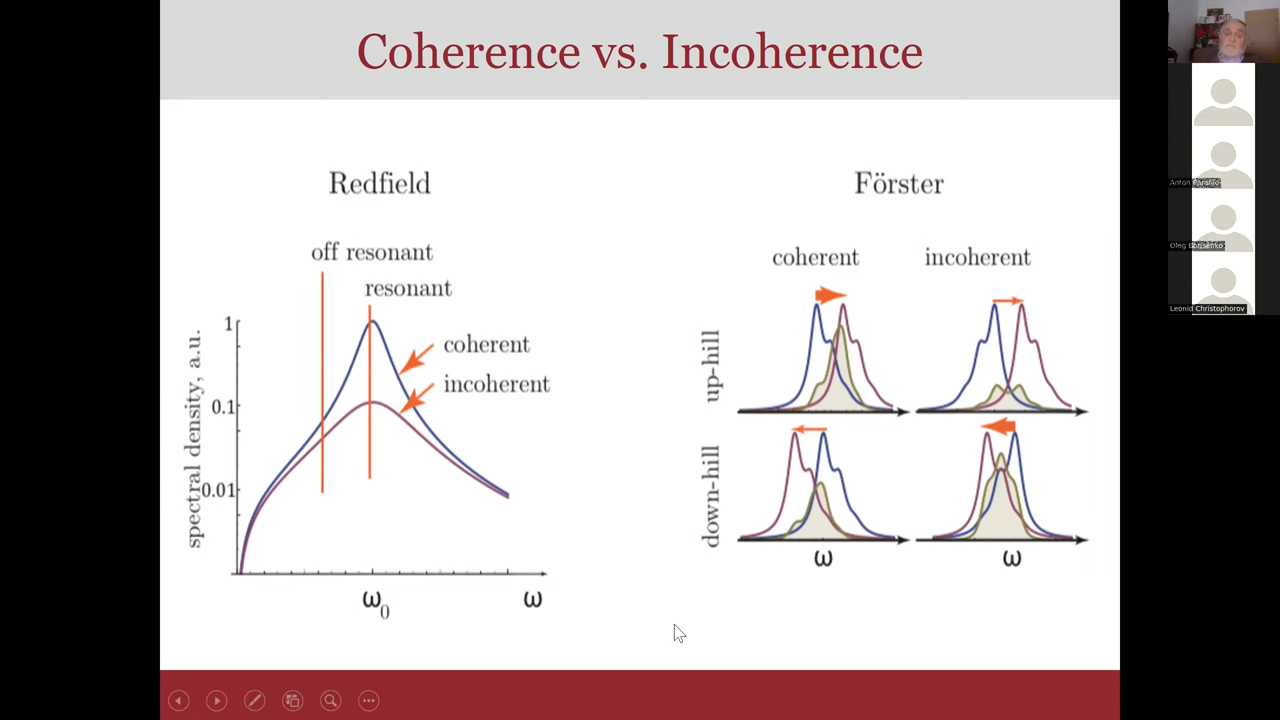 Coherence vs. Incoherence
Redfield
off resonant
resonant
coherent
incoherent
spectral density, a.u.
1
0.1
0.01
ω0
ω
Förster
coherent
incoherent
up-hill
down-hill
ω
ω
Anton
Oleg
Leonid Christophorov